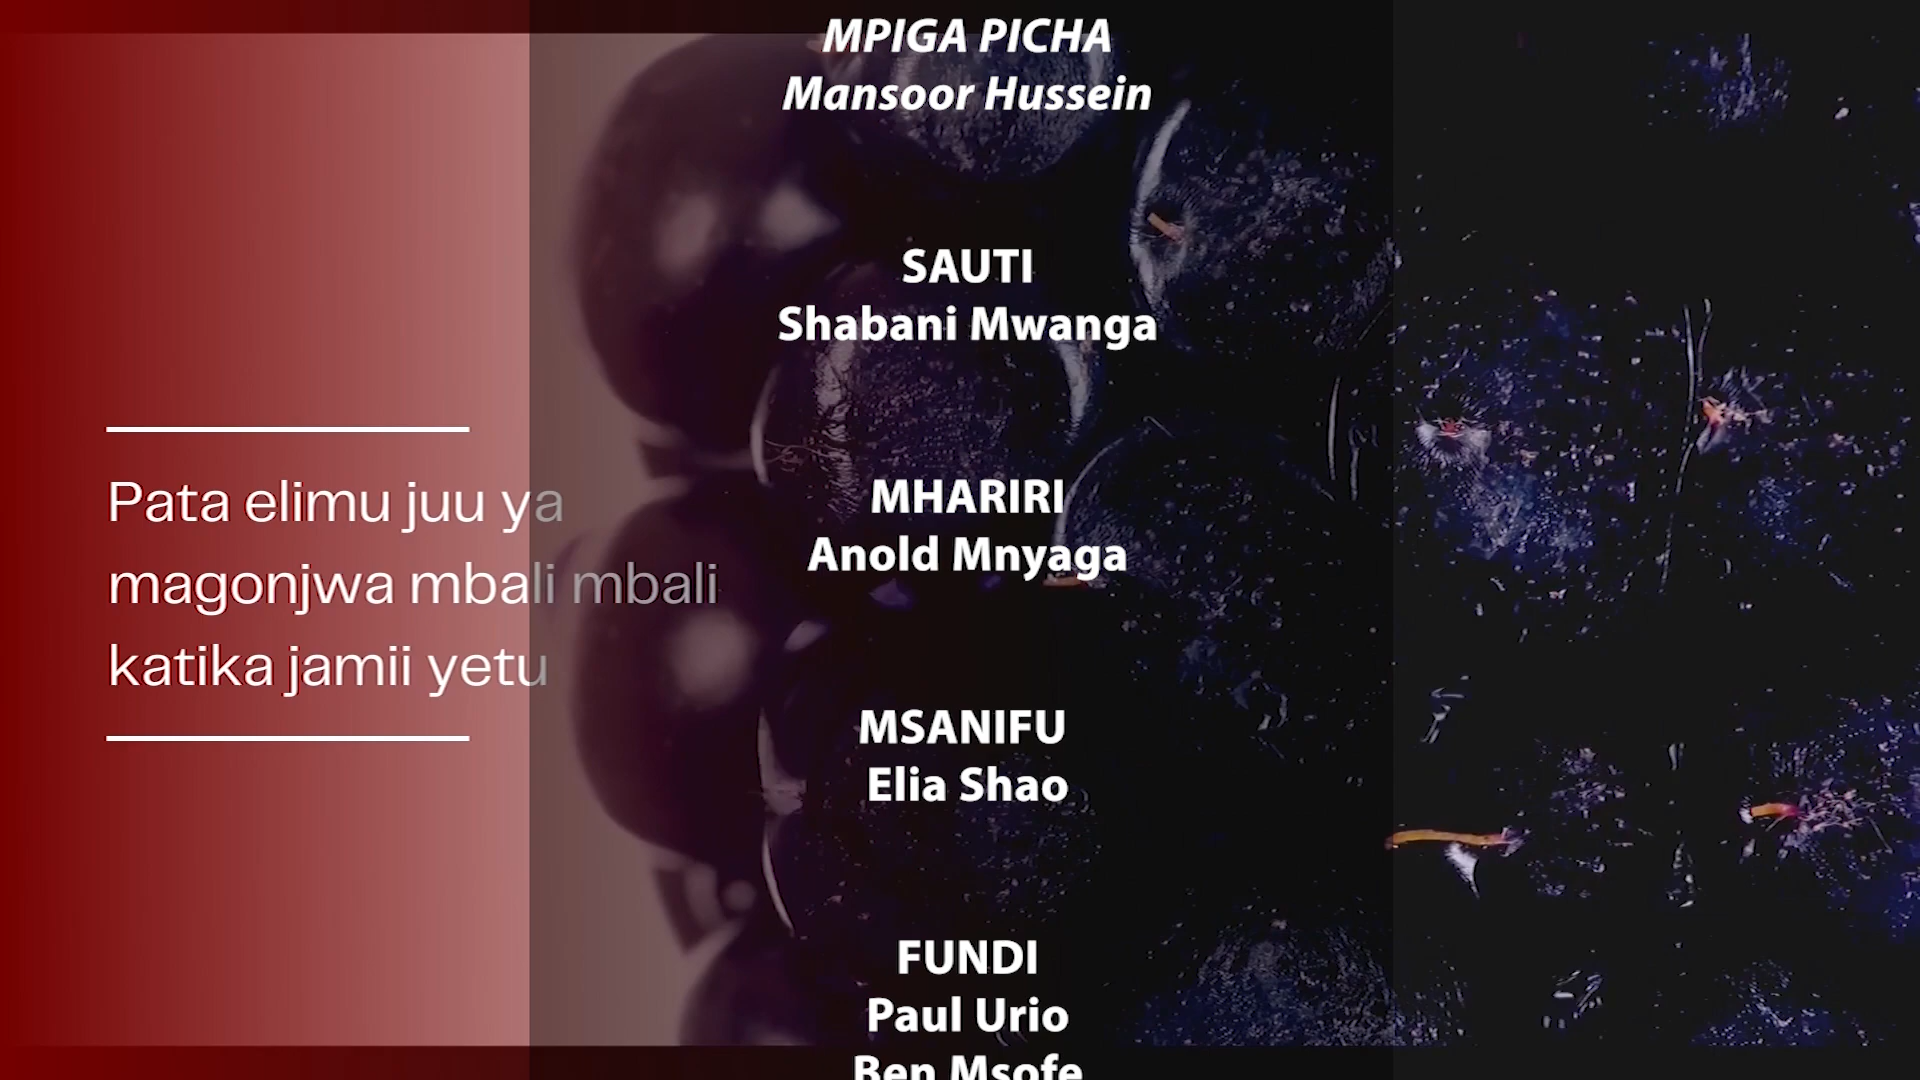 Pata elimu juu ya
magonjwa mbali mbali
katika jamii yetu
MPIGA PICHA
Mansoor Hussein
SAUTI
Shabani Mwanga
MHARIRI
Anold Mnyaga
MSANIFU
Elia Shao
FUNDI
Paul Urio
Ben Msofe